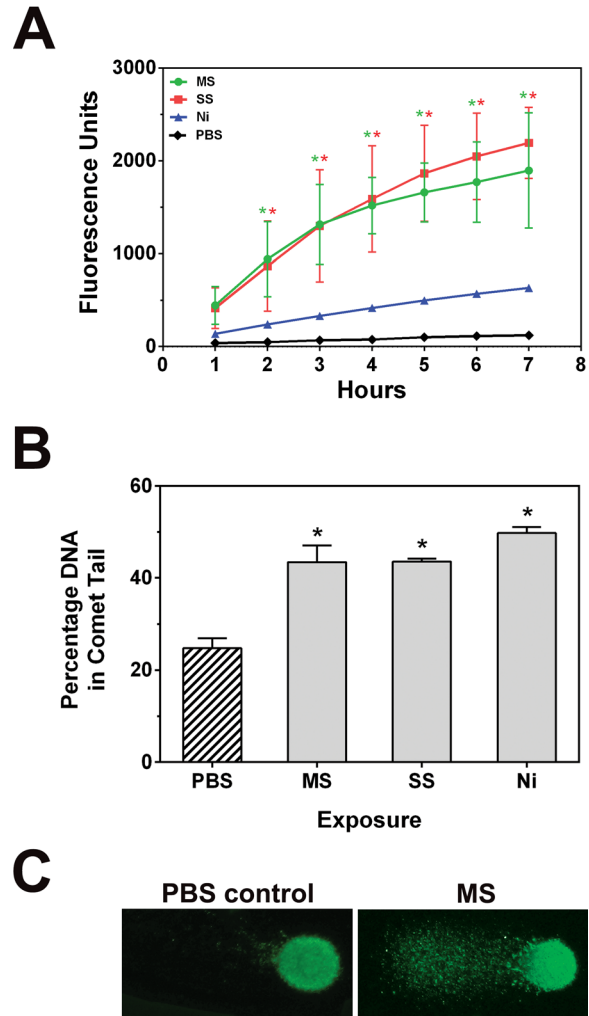 A
3000
2000
1000
0
Fluorescence Units
MS
SS
Ni
PBS
**
**
**
**
**
**
0 1 2 3 4 5 6 7 8
Hours
B
60
40
20
0
Percentage DNA
in Comet Tail
*
*
*
PBS MS SS Ni
Exposure
C
PBS control MS